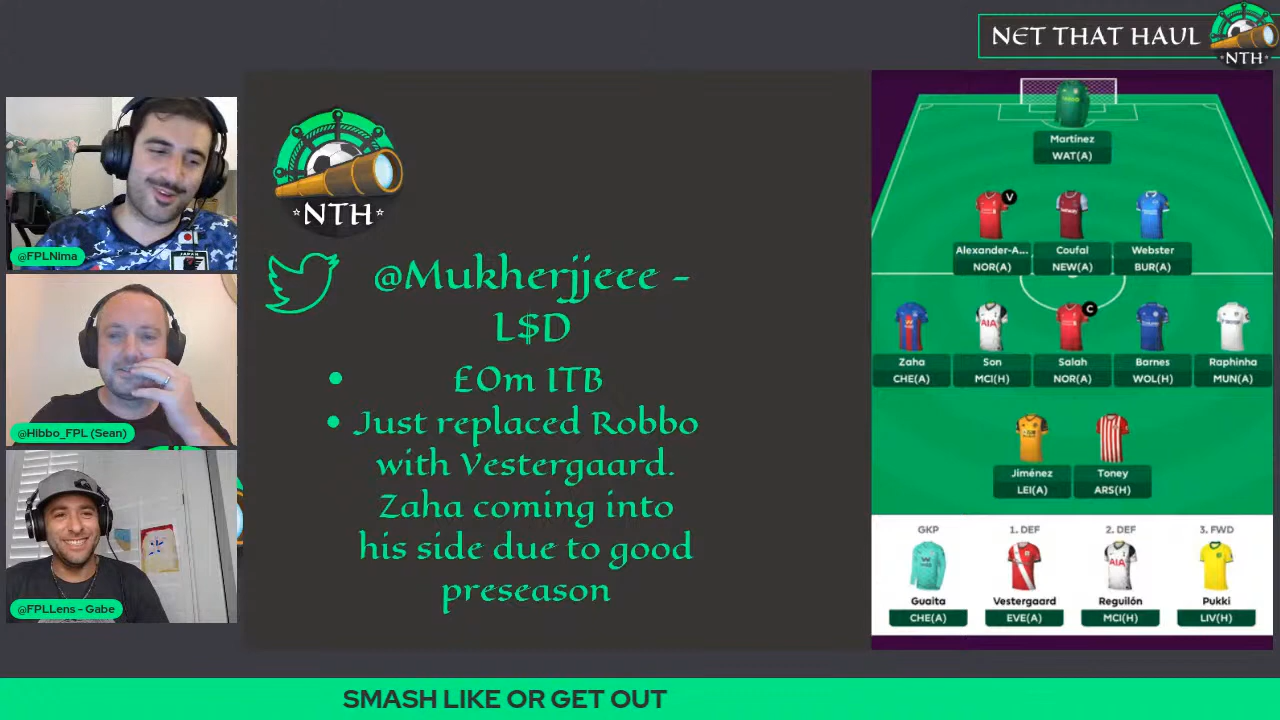 NET THAT HAUL
NTH
@FPLNima
@Hibbo_FPL (Sean)
@FPLLens - Gabe
NTH
@Mukherjjeee -
L$D
• £0m ITB
• Just replaced Robbo
with Vestergaard.
Zaha coming into
his side due to good
preseason
Martínez
WAT(A)
V
Alexander-A... Coufal Webster
NOR(A) NEW(A) BUR(A)
C
AIA
Zaha Son Salah Barnes Raphinha
CHE(A) MCI(H) NOR(A) WOL(H) MUN(A)
Jiménez Toney
LEI(A) ARS(H)
GKP 1. DEF 2. DEF 3. FWD
AIA
Guaita Vestergaard Reguilón Pukki
CHE(A) EVE(A) MCI(H) LIV(H)
SMASH LIKE OR GET OUT